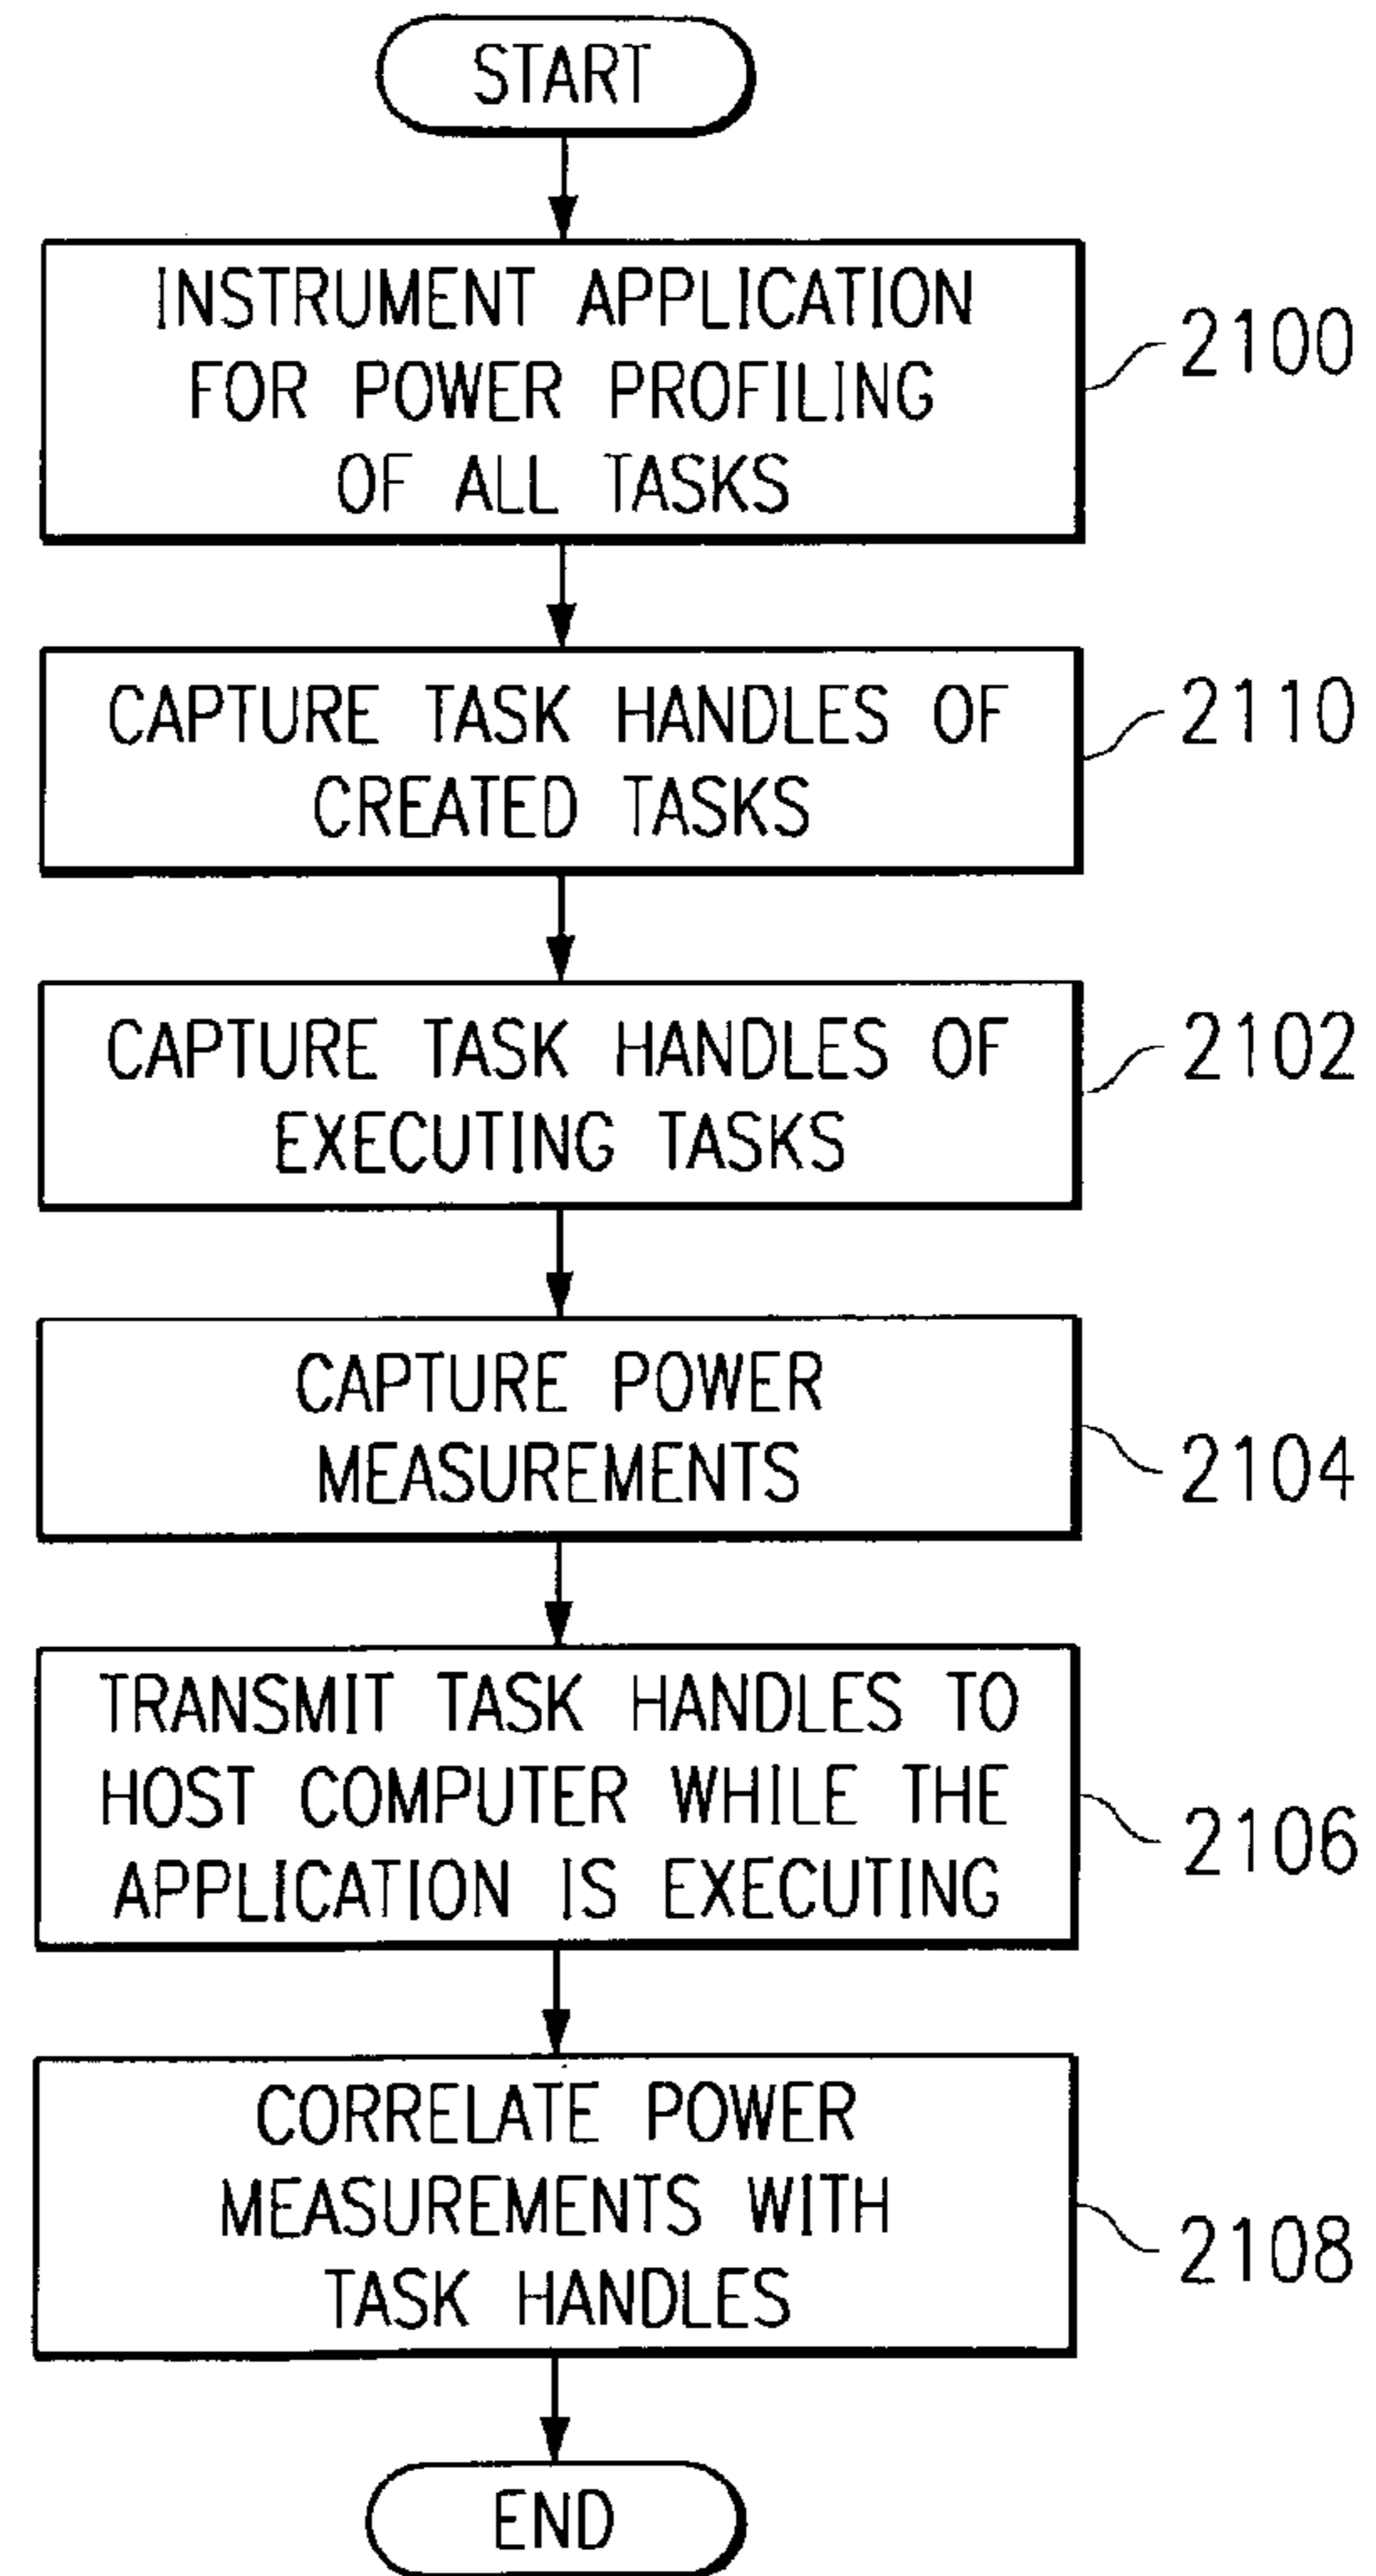 START
INSTRUMENT APPLICATION
FOR POWER PROFILING
OF ALL TASKS
2100
CAPTURE TASK HANDLES OF
CREATED TASKS
2110
CAPTURE TASK HANDLES OF
EXECUTING TASKS
2102
CAPTURE POWER
MEASUREMENTS
2104
TRANSMIT TASK HANDLES TO
HOST COMPUTER WHILE THE
APPLICATION IS EXECUTING
2106
CORRELATE POWER
MEASUREMENTS WITH
TASK HANDLES
2108
END